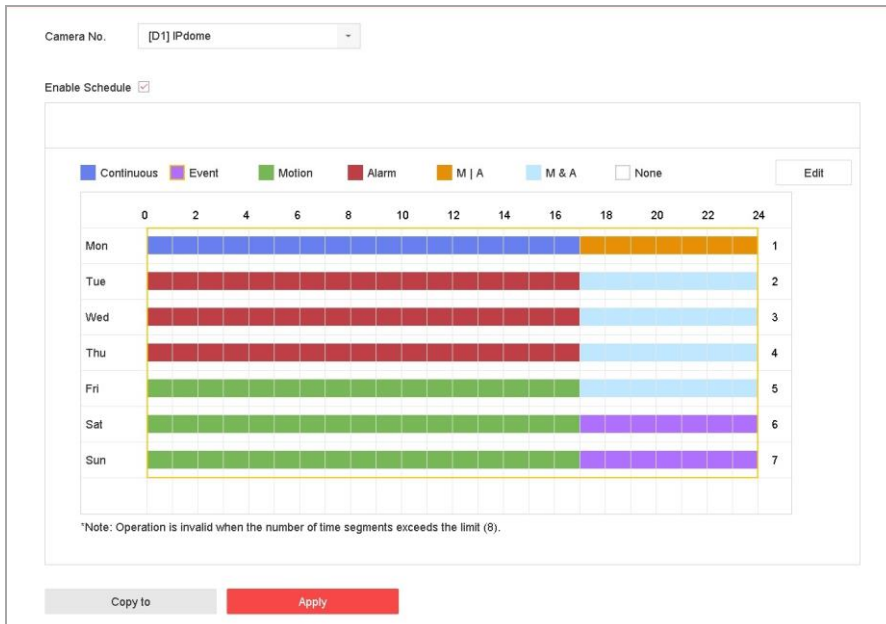 Camera No. [D1] IPdome
Enable Schedule
Continuous Event Motion Alarm M | A M & A None Edit
0 2 4 6 8 10 12 14 16 18 20 22 24
Mon 1
Tue 2
Wed 3
Thu 4
Fri 5
Sat 6
Sun 7
*Note: Operation is invalid when the number of time segments exceeds the limit (8).
Copy to Apply